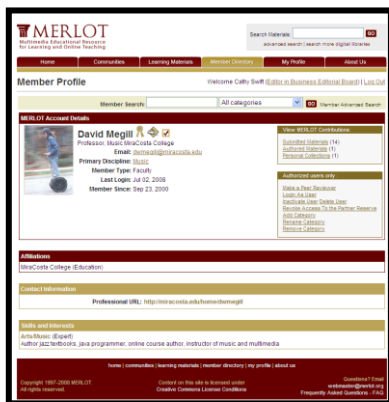 MERLOT
Multimedia Educational Resource
for Learning and Online Teaching
Search Materials: GO
advanced search | search more digital libraries
Home Communities Learning Materials Member Directory My Profile About Us
Member Profile
Welcome Cathy Swift (Editor in Business Editorial Board) | Log Out
Member Search: All categories GO Member Advanced Search
MERLOT Account Details
David Megill
Professor, Music MiraCosta College
Email: dwmegill@miracosta.edu
Primary Discipline: Music
Member Type: Faculty
Last Login: Jul 02, 2008
Member Since: Sep 23, 2000
View MERLOT Contributions:
Submitted Materials (14)
Authored Materials (1)
Personal Collections (1)
Authorized users only:
Make a Peer Reviewer
Login As User
Inactivate User Delete User
Revoke Access To the Partner Reserve
Add Category
Rename Category
Remove Category
Affiliations
MiraCosta College (Education)
Contact Information
Professional URL: http://miracosta.edu/home/dwmegill
Skills and Interests
Arts/Music (Expert)
Author jazz textbooks, java programmer, online course author, instructor of music and multimedia
home | communities | learning materials | member directory | my profile | about us
Copyright 1997-2008 MERLOT.
All rights reserved.
Content on this site is licensed under
Creative Commons License Conditions
Questions? Email
webmaster@merlot.org
Frequently Asked Questions - FAQ